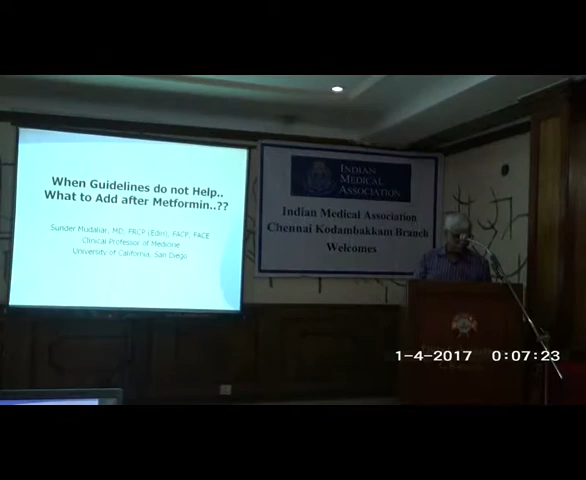 When Guidelines do not Help..
What to Add after Metformin..??
Sunder Mudaliar, MD, FRCP (Edin), FACP, FACE
Clinical Professor of Medicine
University of California, San Diego
INDIAN
MEDICAL
ASSOCIATION
Indian Medical Association
Chennai Kodambakkam Branch
Welcomes
1-4-2017 0:07:23